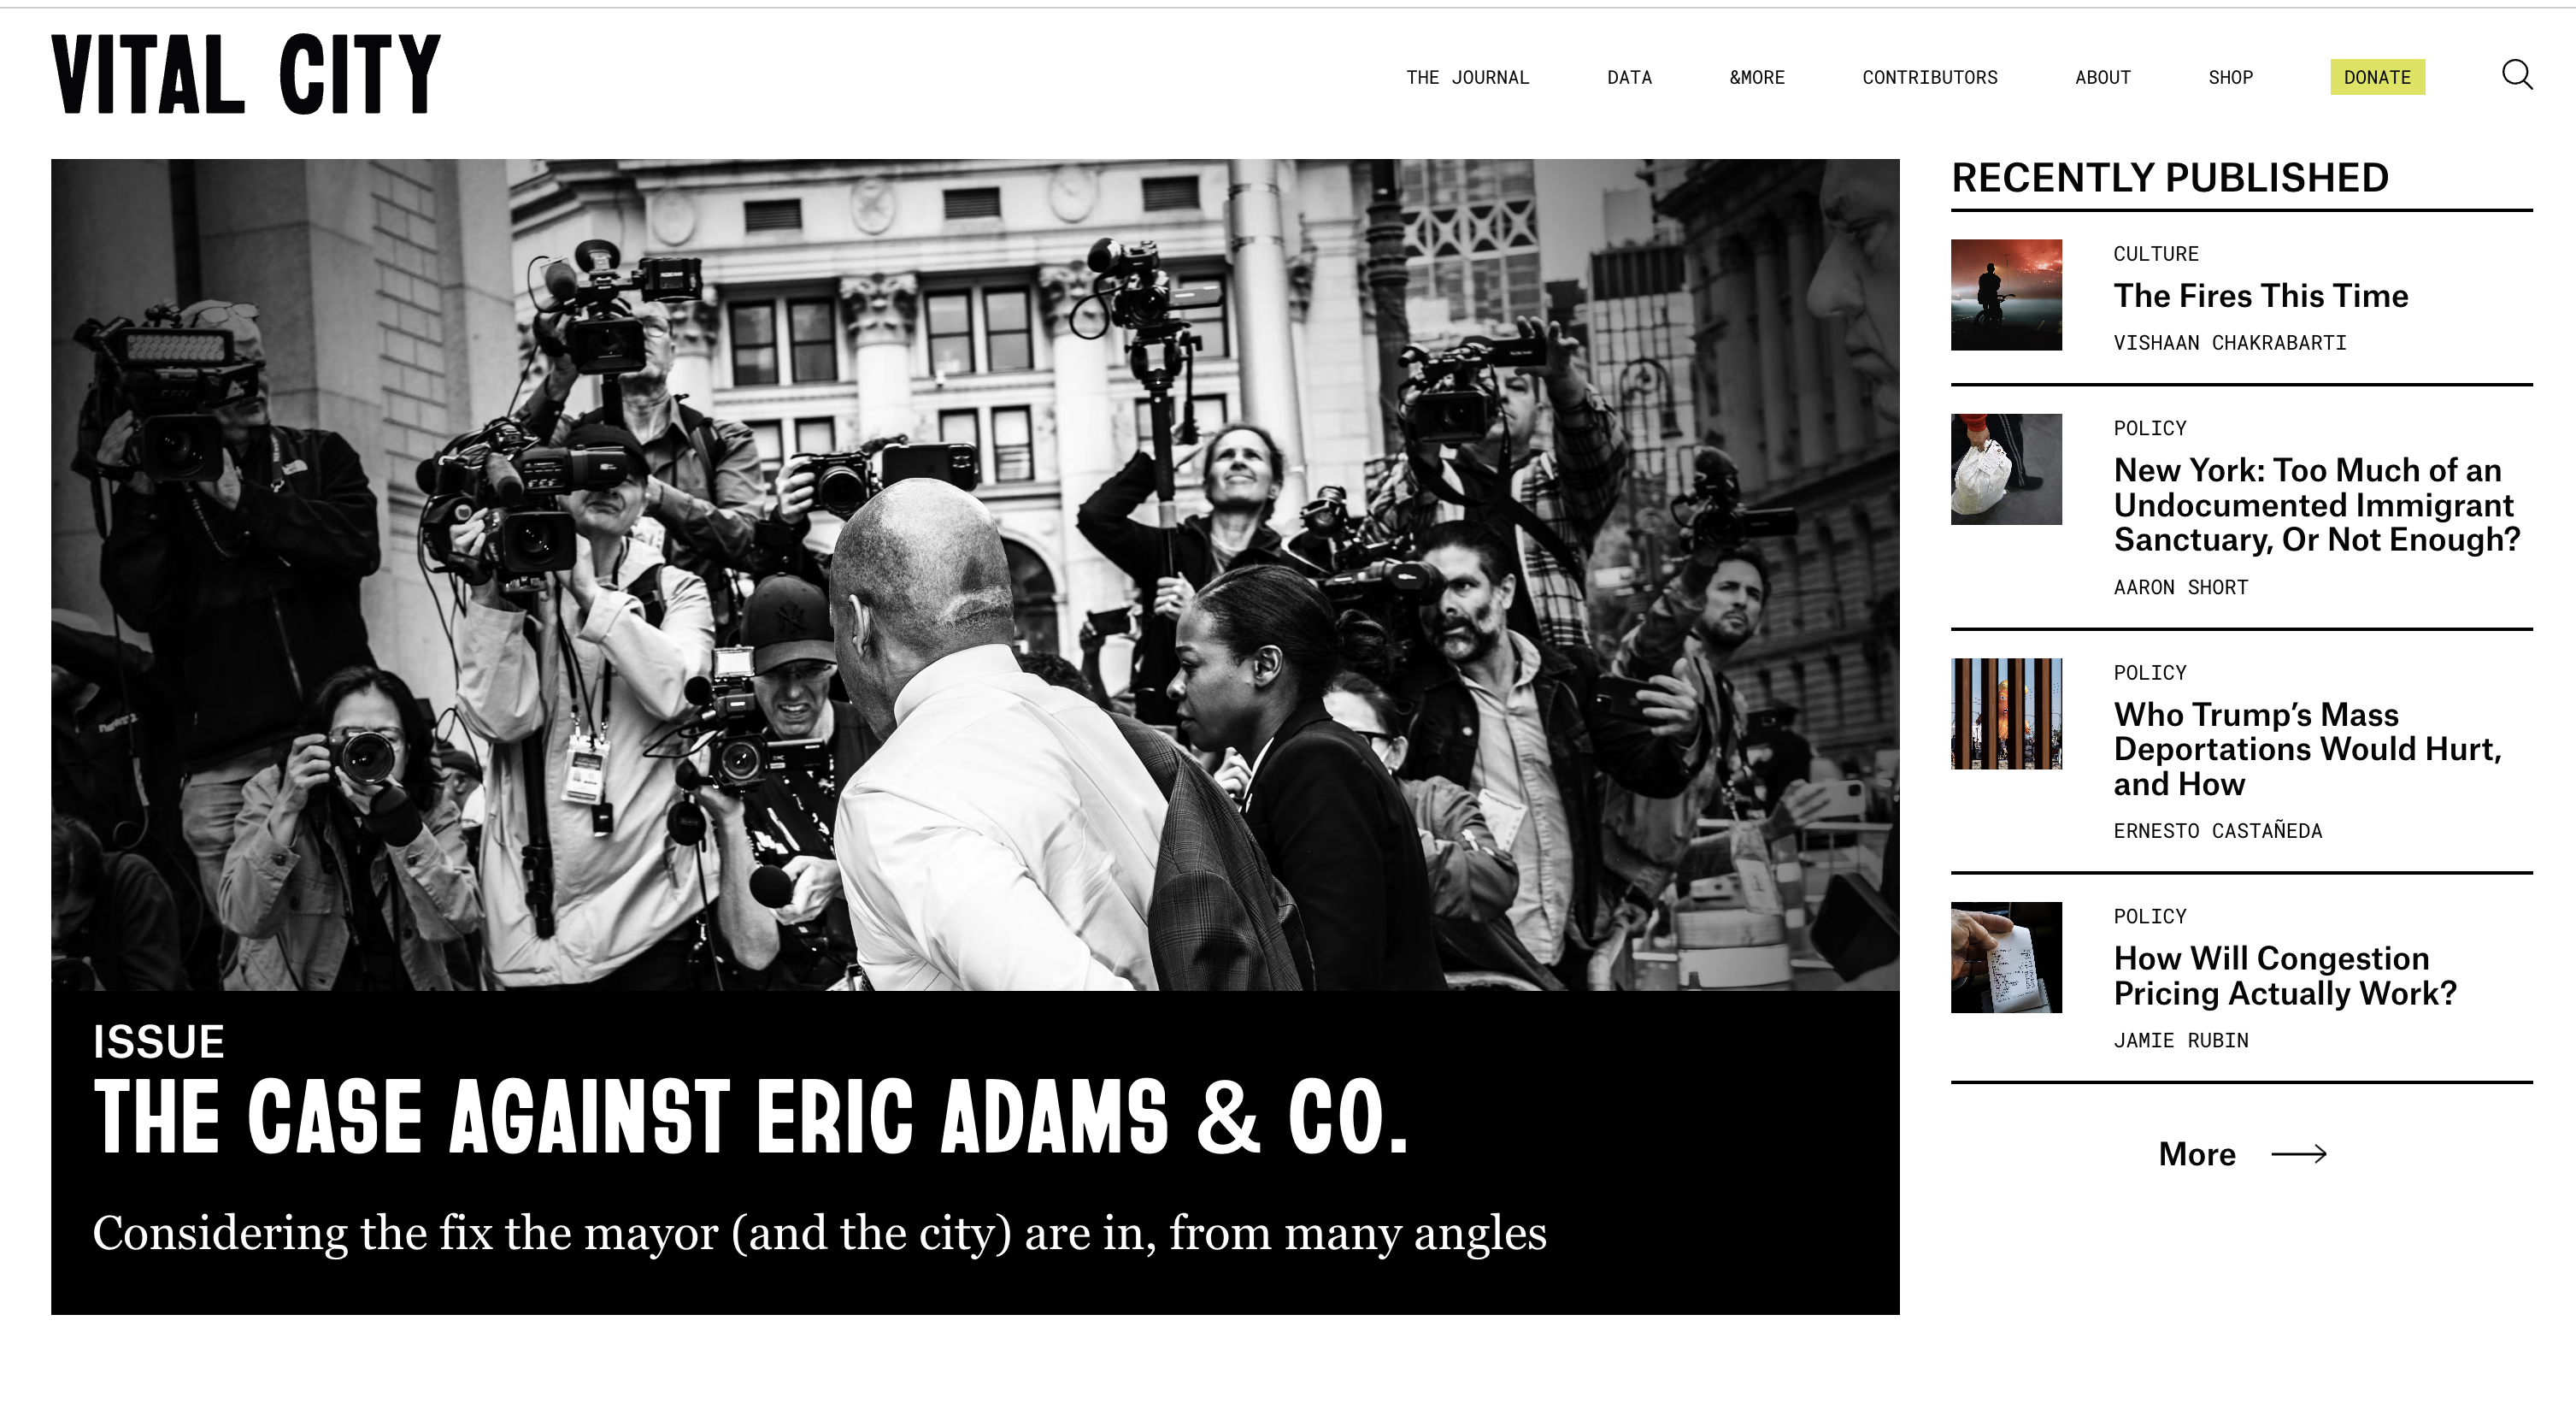 VITAL CITY
THE JOURNAL
DATA
&MORE
CONTRIBUTORS
ABOUT
SHOP
DONATE
ISSUE
THE CASE AGAINST ERIC ADAMS & CO.
Considering the fix the mayor (and the city) are in, from many angles
RECENTLY PUBLISHED
CULTURE
The Fires This Time
VISHAAN CHAKRABARTI
POLICY
New York: Too Much of an
Undocumented Immigrant
Sanctuary, Or Not Enough?
AARON SHORT
POLICY
Who Trump’s Mass
Deportations Would Hurt,
and How
ERNESTO CASTAÑEDA
POLICY
How Will Congestion
Pricing Actually Work?
JAMIE RUBIN
More